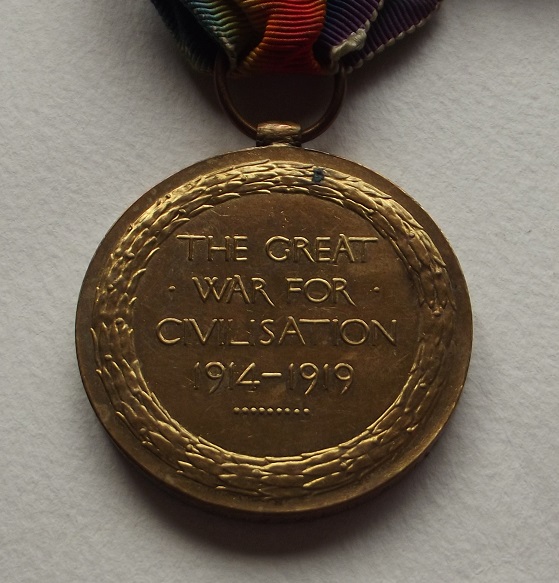 THE GREAT
· WAR FOR ·
CIVILISATION
1914-1919